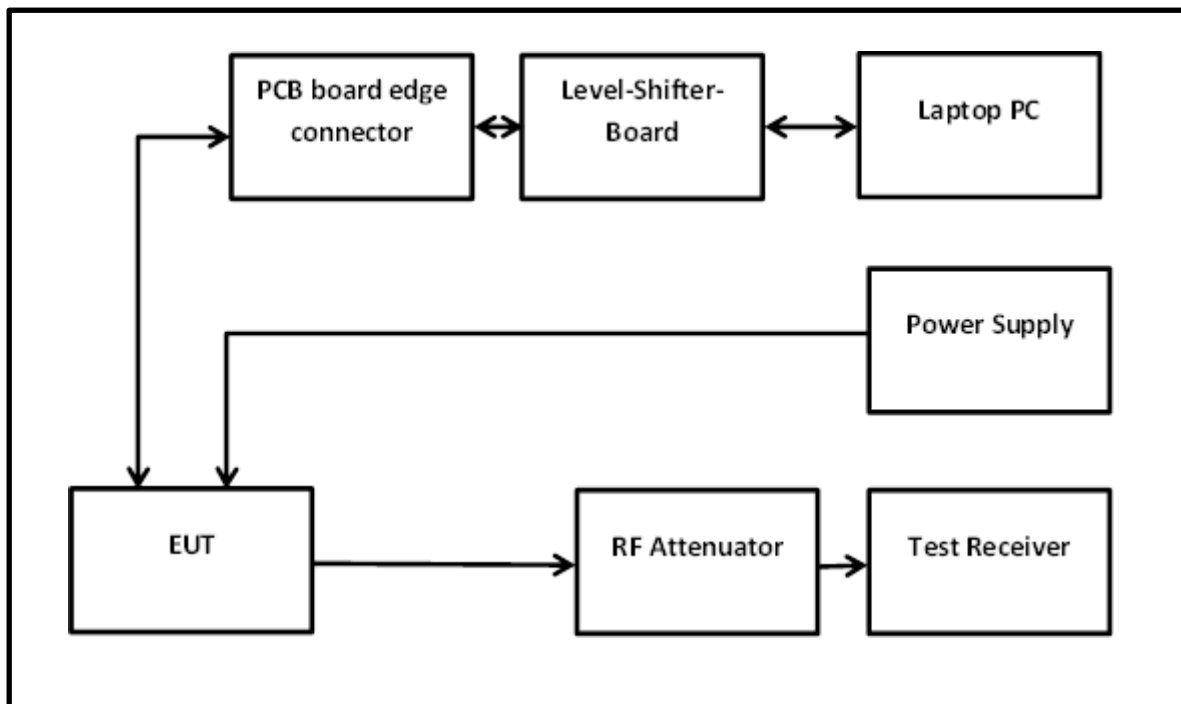 PCB board edge
connector
Level-Shifter-
Board
Laptop PC
Power Supply
EUT
RF Attenuator
Test Receiver